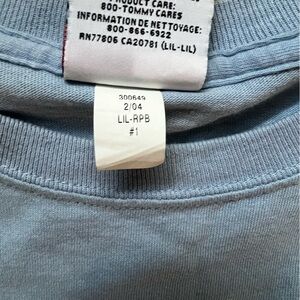 PRODUCT CARE:
800-TOMMY CARES
INFORMATION DE NETTOYAGE:
800-866-6922
RN77806 CA20781 (LIL-LIL)
300649
2/04
LIL-RPB
#1